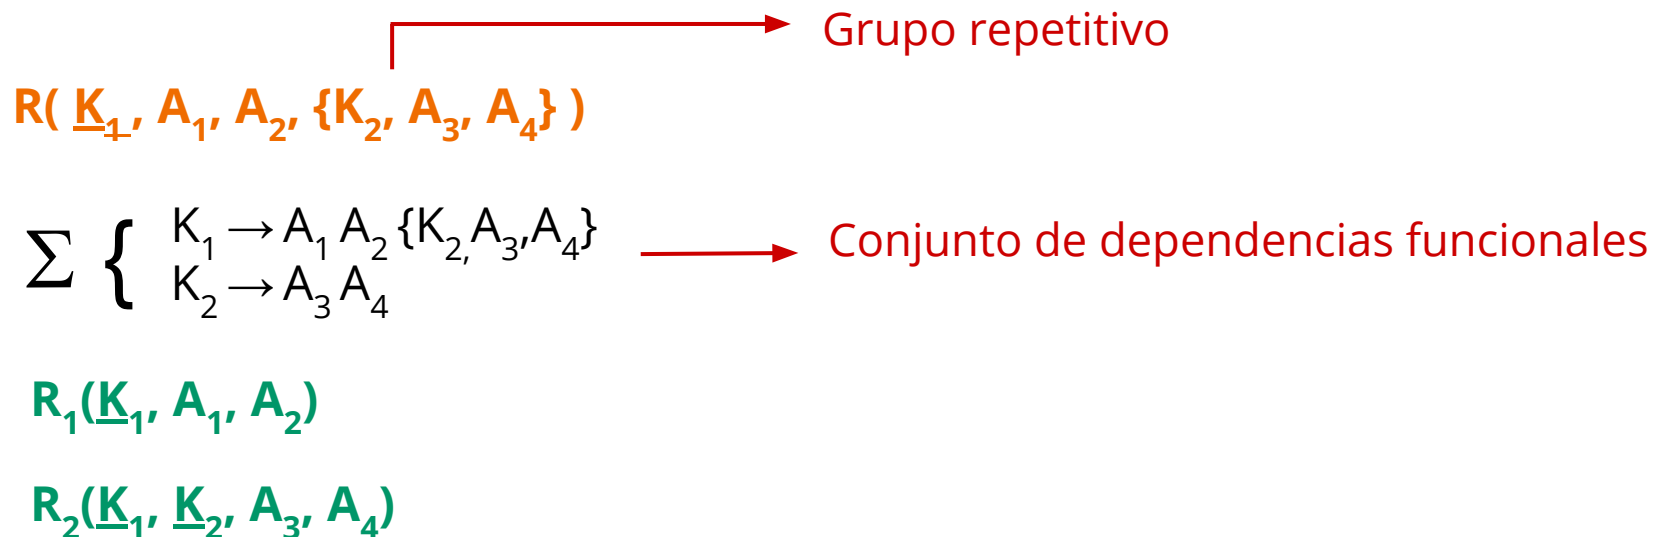 Grupo repetitivo
R( K₁, A₁, A₂, {K₂, A₃, A₄} )
Σ { K₁ → A₁ A₂ {K₂, A₃,A₄}
K₂ → A₃ A₄
Conjunto de dependencias funcionales
R₁(K₁, A₁, A₂)
R₂(K₁, K₂, A₃, A₄)